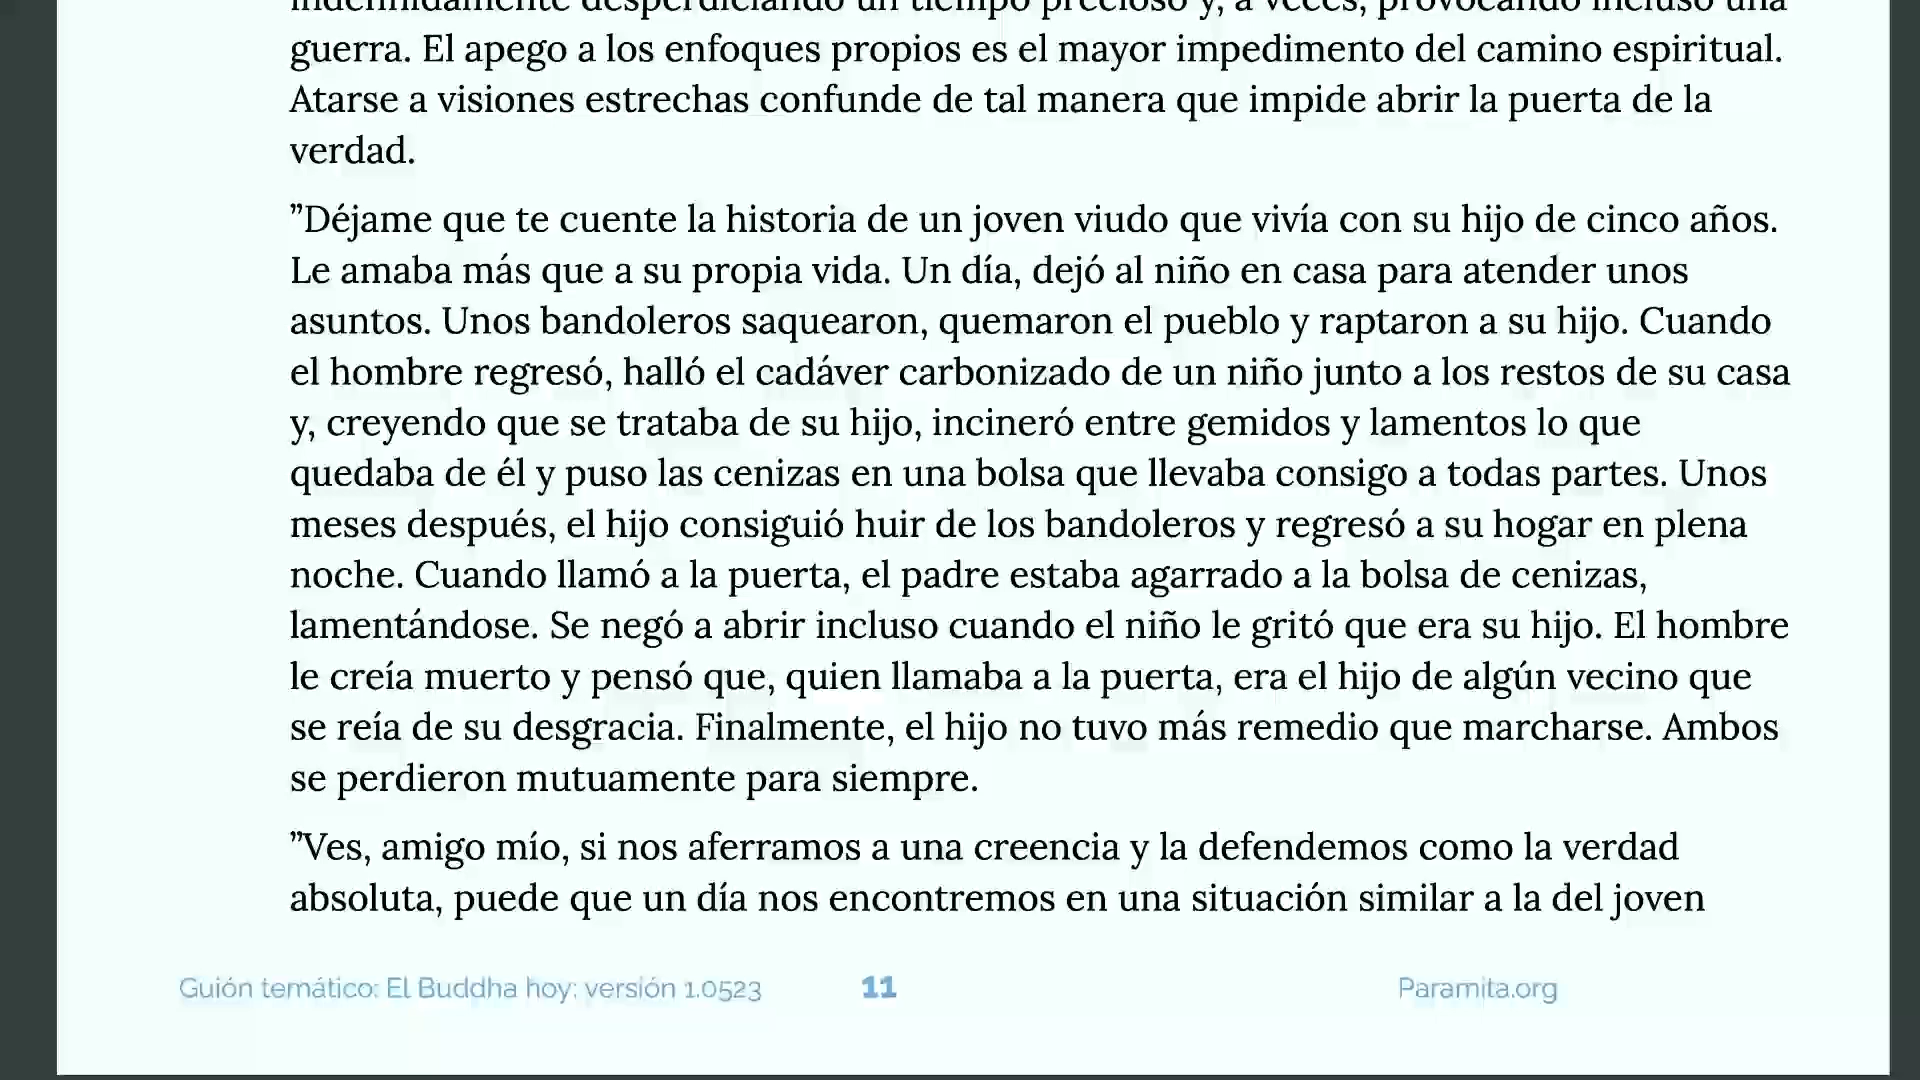 indefinidamente desperdiciando un tiempo precioso y, a veces, provocando incluso una
guerra. El apego a los enfoques propios es el mayor impedimento del camino espiritual.
Atarse a visiones estrechas confunde de tal manera que impide abrir la puerta de la
verdad.
”Déjame que te cuente la historia de un joven viudo que vivía con su hijo de cinco años.
Le amaba más que a su propia vida. Un día, dejó al niño en casa para atender unos
asuntos. Unos bandoleros saquearon, quemaron el pueblo y raptaron a su hijo. Cuando
el hombre regresó, halló el cadáver carbonizado de un niño junto a los restos de su casa
y, creyendo que se trataba de su hijo, incineró entre gemidos y lamentos lo que
quedaba de él y puso las cenizas en una bolsa que llevaba consigo a todas partes. Unos
meses después, el hijo consiguió huir de los bandoleros y regresó a su hogar en plena
noche. Cuando llamó a la puerta, el padre estaba agarrado a la bolsa de cenizas,
lamentándose. Se negó a abrir incluso cuando el niño le gritó que era su hijo. El hombre
le creía muerto y pensó que, quien llamaba a la puerta, era el hijo de algún vecino que
se reía de su desgracia. Finalmente, el hijo no tuvo más remedio que marcharse. Ambos
se perdieron mutuamente para siempre.
”Ves, amigo mío, si nos aferramos a una creencia y la defendemos como la verdad
absoluta, puede que un día nos encontremos en una situación similar a la del joven
Guión temático: El Buddha hoy; versión 1.0523 11 Paramita.org